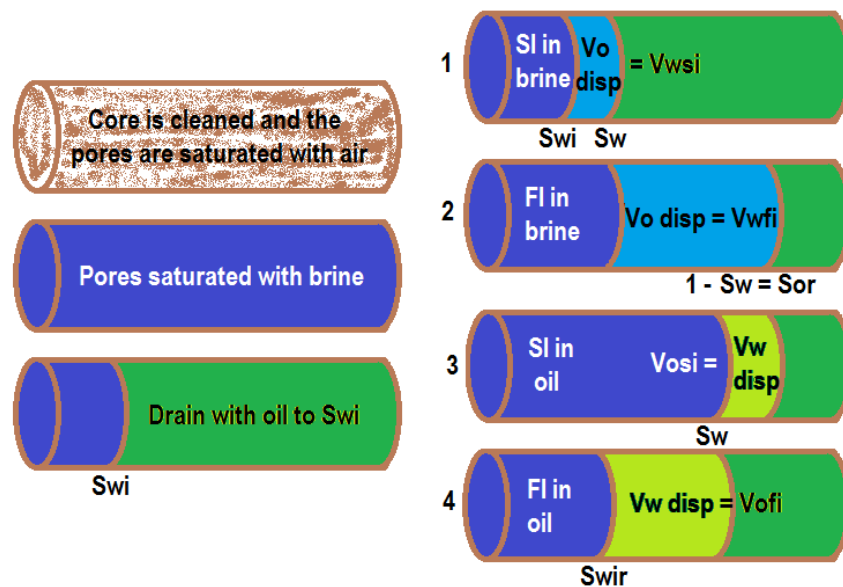 Core is cleaned and the
pores are saturated with air
Pores saturated with brine
Drain with oil to Swi
Swi
1
SI in
brine
Vo
disp
= Vwsi
Swi
Sw
2
FI in
brine
Vo disp = Vwfi
1 - Sw = Sor
3
SI in
oil
Vosi =
Vw
disp
Sw
4
FI in
oil
Vw disp = Vofi
Swir